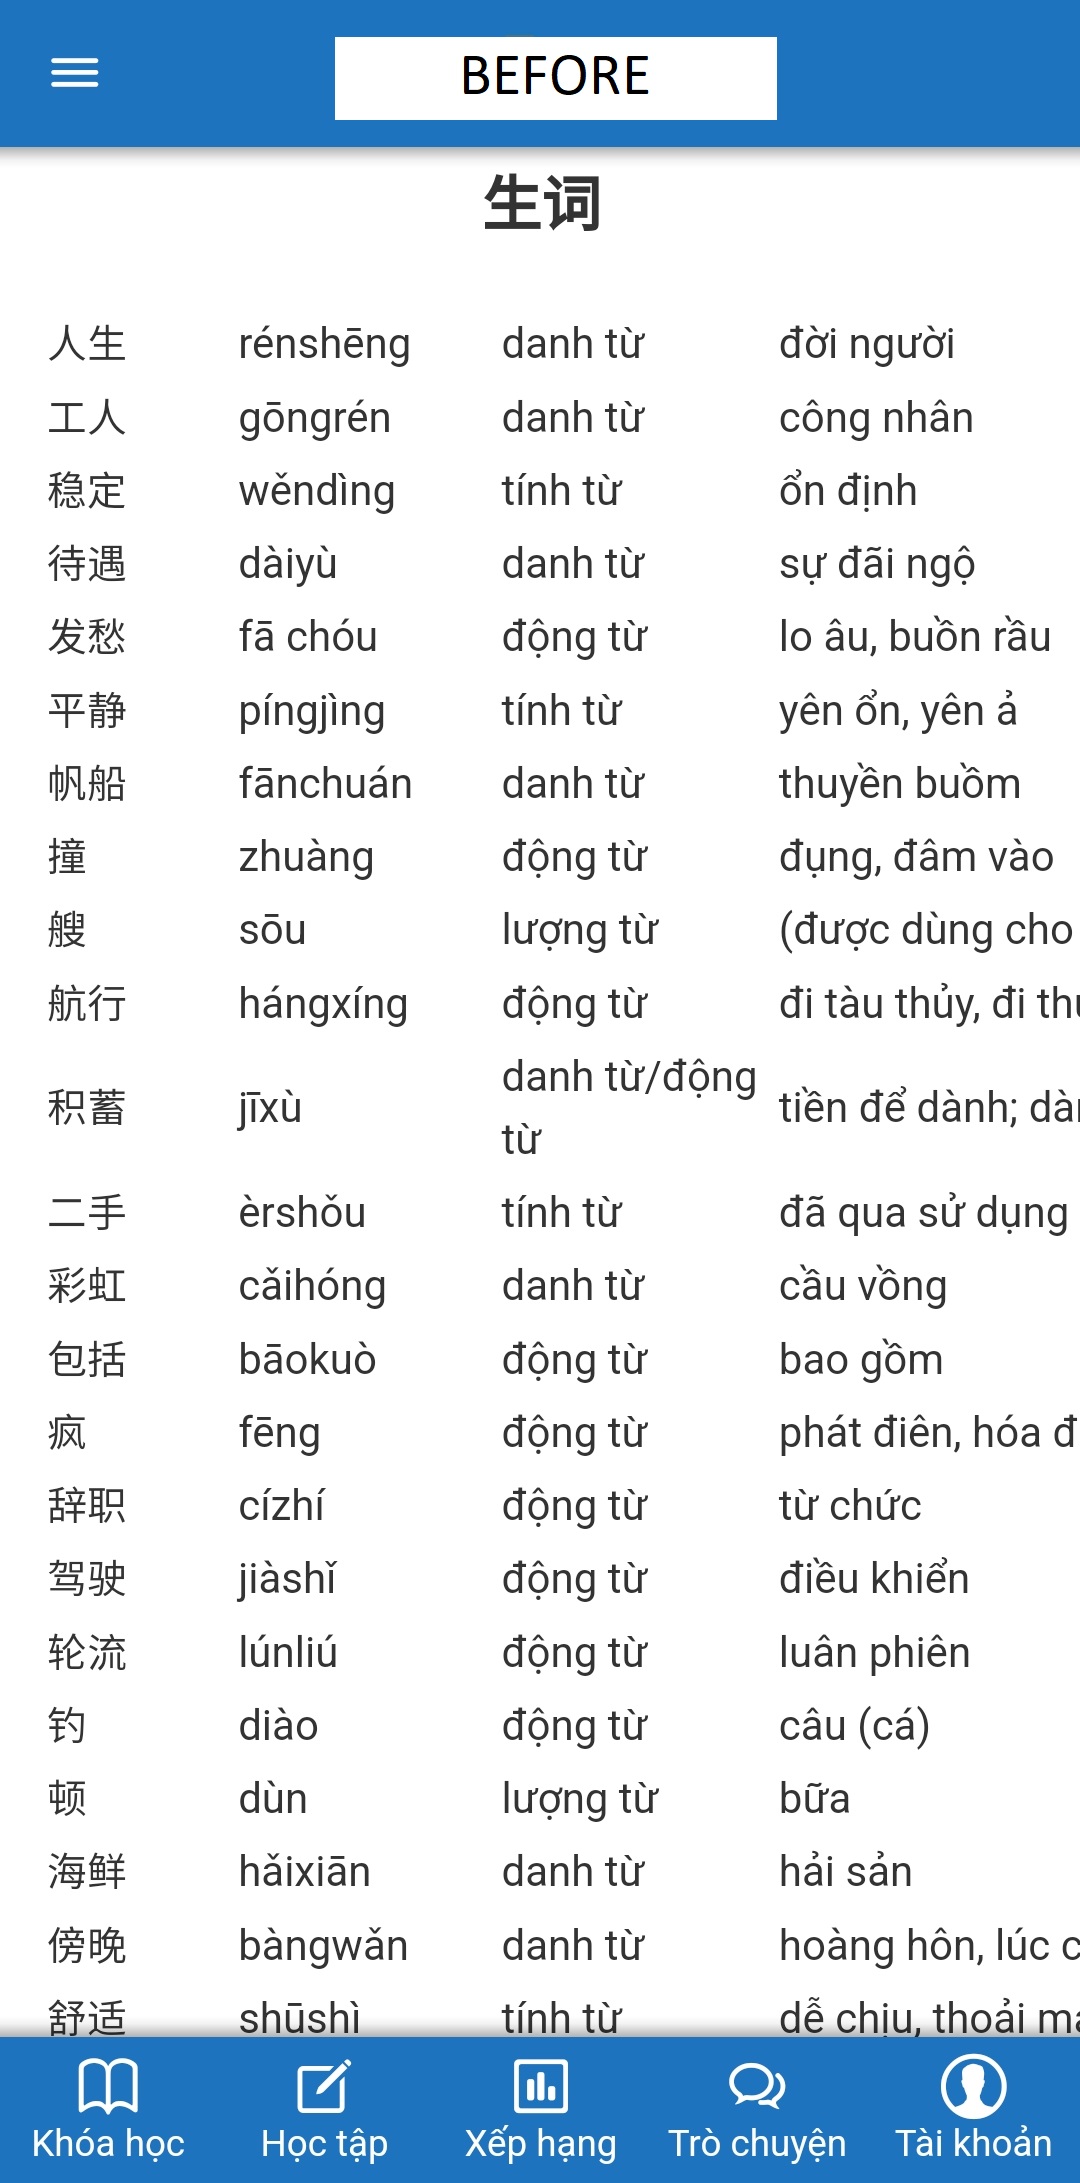 BEFORE
生词
人生 rénshēng danh từ đời người
工人 gōngrén danh từ công nhân
稳定 wěndìng tính từ ổn định
待遇 dàiyù danh từ sự đãi ngộ
发愁 fā chóu động từ lo âu, buồn rầu
平静 píngjìng tính từ yên ổn, yên ả
帆船 fānchuán danh từ thuyền buồm
撞 zhuàng động từ đụng, đâm vào
艘 sōu lượng từ (được dùng cho
航行 hángxíng động từ đi tàu thủy, đi
积蓄 jīxù danh từ/động từ tiền để dành;
二手 èrshǒu tính từ đã qua sử dụng
彩虹 cǎihóng danh từ cầu vồng
包括 bāokuò động từ bao gồm
疯 fēng động từ phát điên, hóa
辞职 cízhí động từ từ chức
驾驶 jiàshǐ động từ điều khiển
轮流 lúnliú động từ luân phiên
钓 diào động từ câu (cá)
顿 dùn lượng từ bữa
海鲜 hǎixiān danh từ hải sản
傍晚 bàngwǎn danh từ hoàng hôn, lúc
舒适 shūshì tính từ dễ chịu, thoải
Khóa học Học tập Xếp hạng Trò chuyện Tài khoản